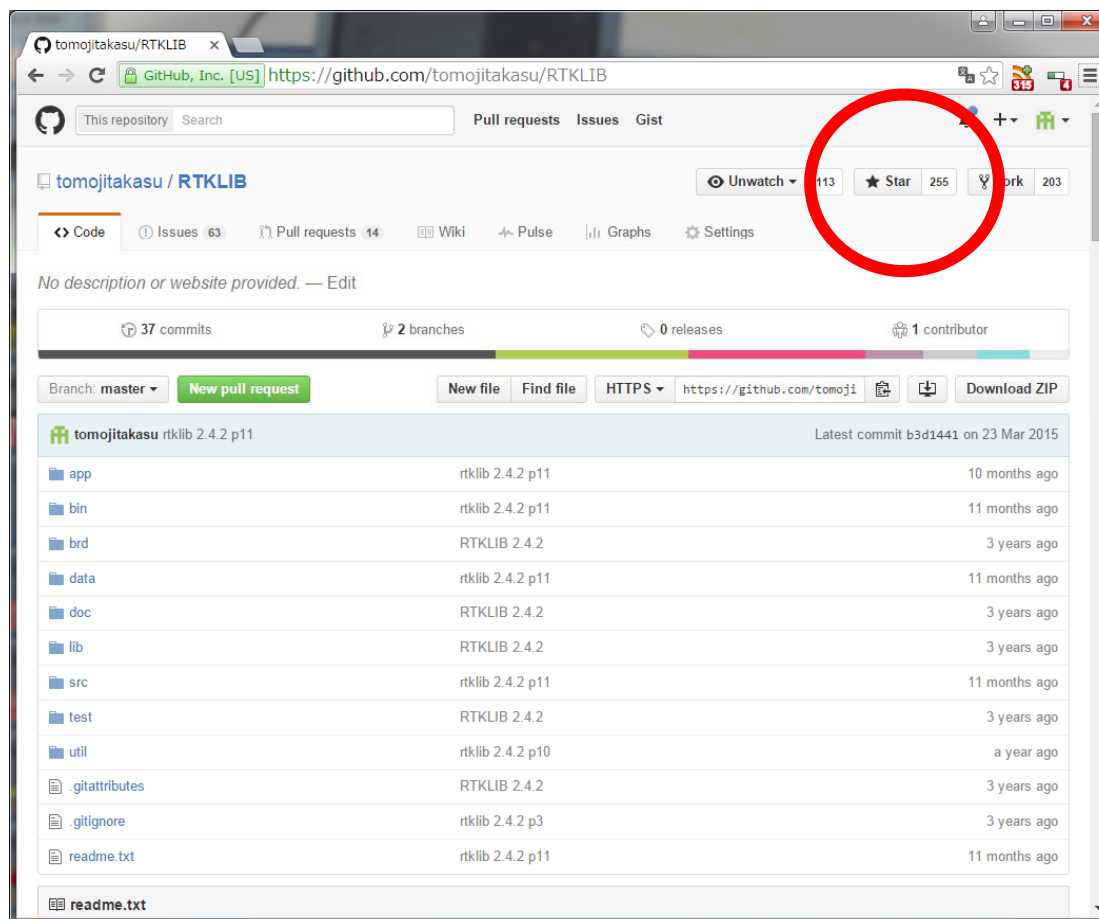 tomojitakasu/RTKLIB
GitHub, Inc. [US] https://github.com/tomojitakasu/RTKLIB
315
4
This repository Search Pull requests Issues Gist
tomojitakasu / RTKLIB Unwatch 113 Star 255 ork 203
Code Issues 63 Pull requests 14 Wiki Pulse Graphs Settings
No description or website provided. — Edit
37 commits 2 branches 0 releases 1 contributor
Branch: master New pull request New file Find file HTTPS https://github.com/tomoji Download ZIP
tomojitakasu rtklib 2.4.2 p11 Latest commit b3d1441 on 23 Mar 2015
app rtklib 2.4.2 p11 10 months ago
bin rtklib 2.4.2 p11 11 months ago
brd RTKLIB 2.4.2 3 years ago
data rtklib 2.4.2 p11 11 months ago
doc RTKLIB 2.4.2 3 years ago
lib RTKLIB 2.4.2 3 years ago
src rtklib 2.4.2 p11 11 months ago
test RTKLIB 2.4.2 3 years ago
util rtklib 2.4.2 p10 a year ago
.gitattributes RTKLIB 2.4.2 3 years ago
.gitignore rtklib 2.4.2 p3 3 years ago
readme.txt rtklib 2.4.2 p11 11 months ago
readme.txt